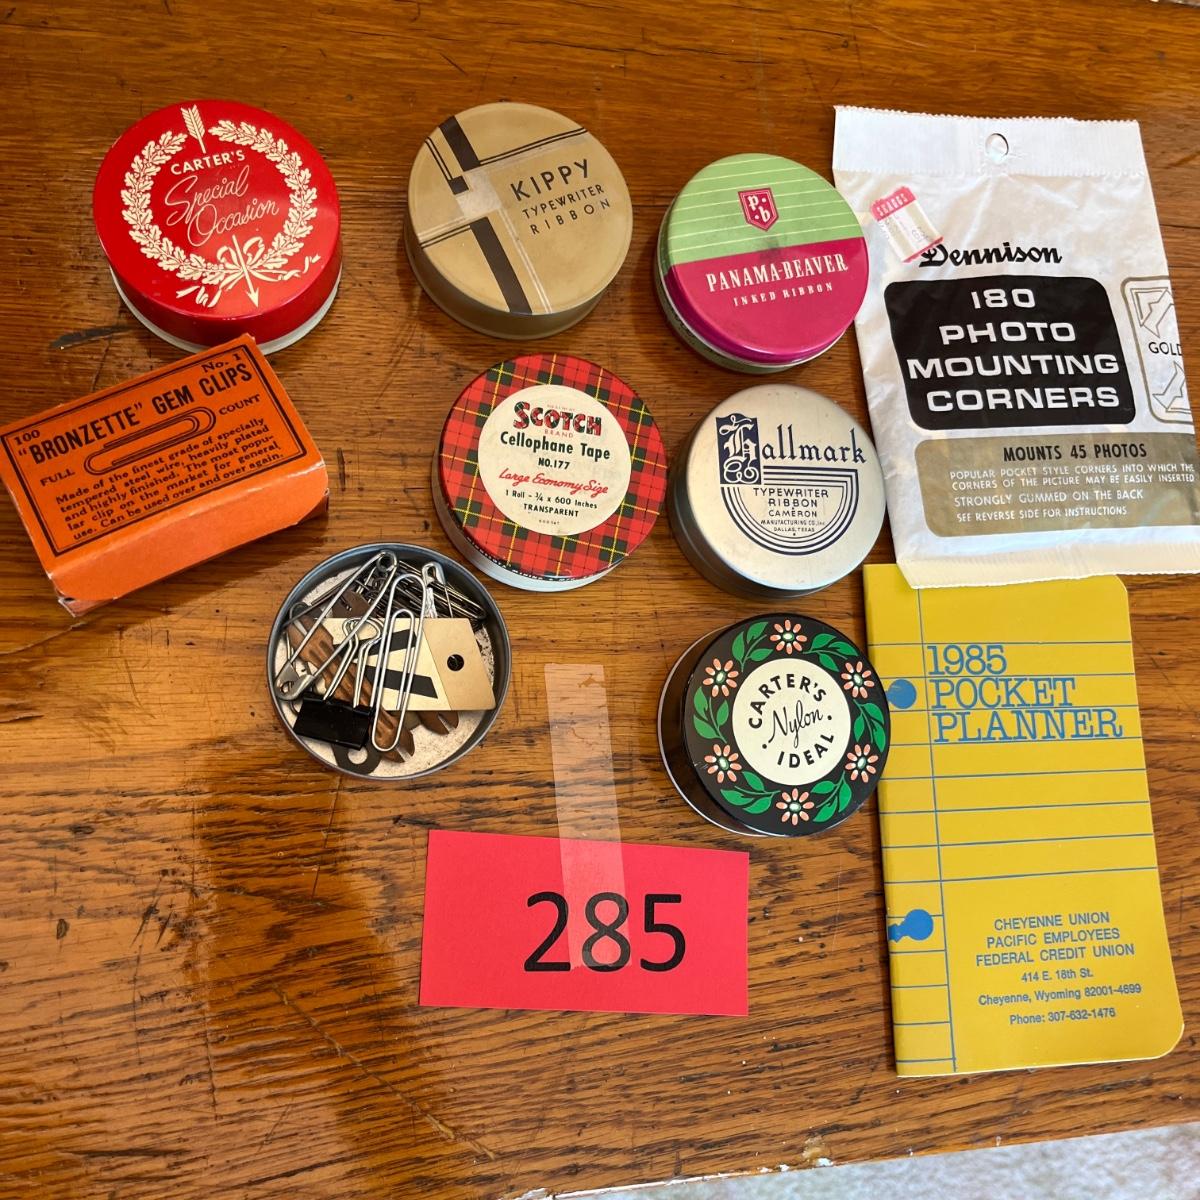 CARTER'S
Special
Occasion
KIPPY
TYPEWRITER
RIBBON
P.B.
PANAMA-BEAVER
INKED RIBBON
Dennison
180
PHOTO
MOUNTING
CORNERS
GOLD
MOUNTS 45 PHOTOS
POPULAR POCKET STYLE CORNERS INTO WHICH THE
CORNERS OF THE PICTURE MAY BE EASILY INSERTED
STRONGLY GUMMED ON THE BACK
SEE REVERSE SIDE FOR INSTRUCTIONS
No. 1
"BRONZETTE" GEM CLIPS
100
FULL COUNT
Made of the finest grade of specially
tempered steel wire, heavily plated
and highly finished. The most popu-
lar clip on the market for general
use. Can be used over and over again.
SCOTCH
BRAND
Cellophane Tape
NO. 177
Large Economy Size
1 Roll - ¾ x 600 Inches
TRANSPARENT
Hallmark
TYPEWRITER
RIBBON
CAMERON
MANUFACTURING CO., Inc.
DALLAS, TEXAS
CARTER'S
Nylon
IDEAL
1985
POCKET
PLANNER
CHEYENNE UNION
PACIFIC EMPLOYEES
FEDERAL CREDIT UNION
414 E. 18th St.
Cheyenne, Wyoming 82001-4699
Phone: 307-632-1476
285